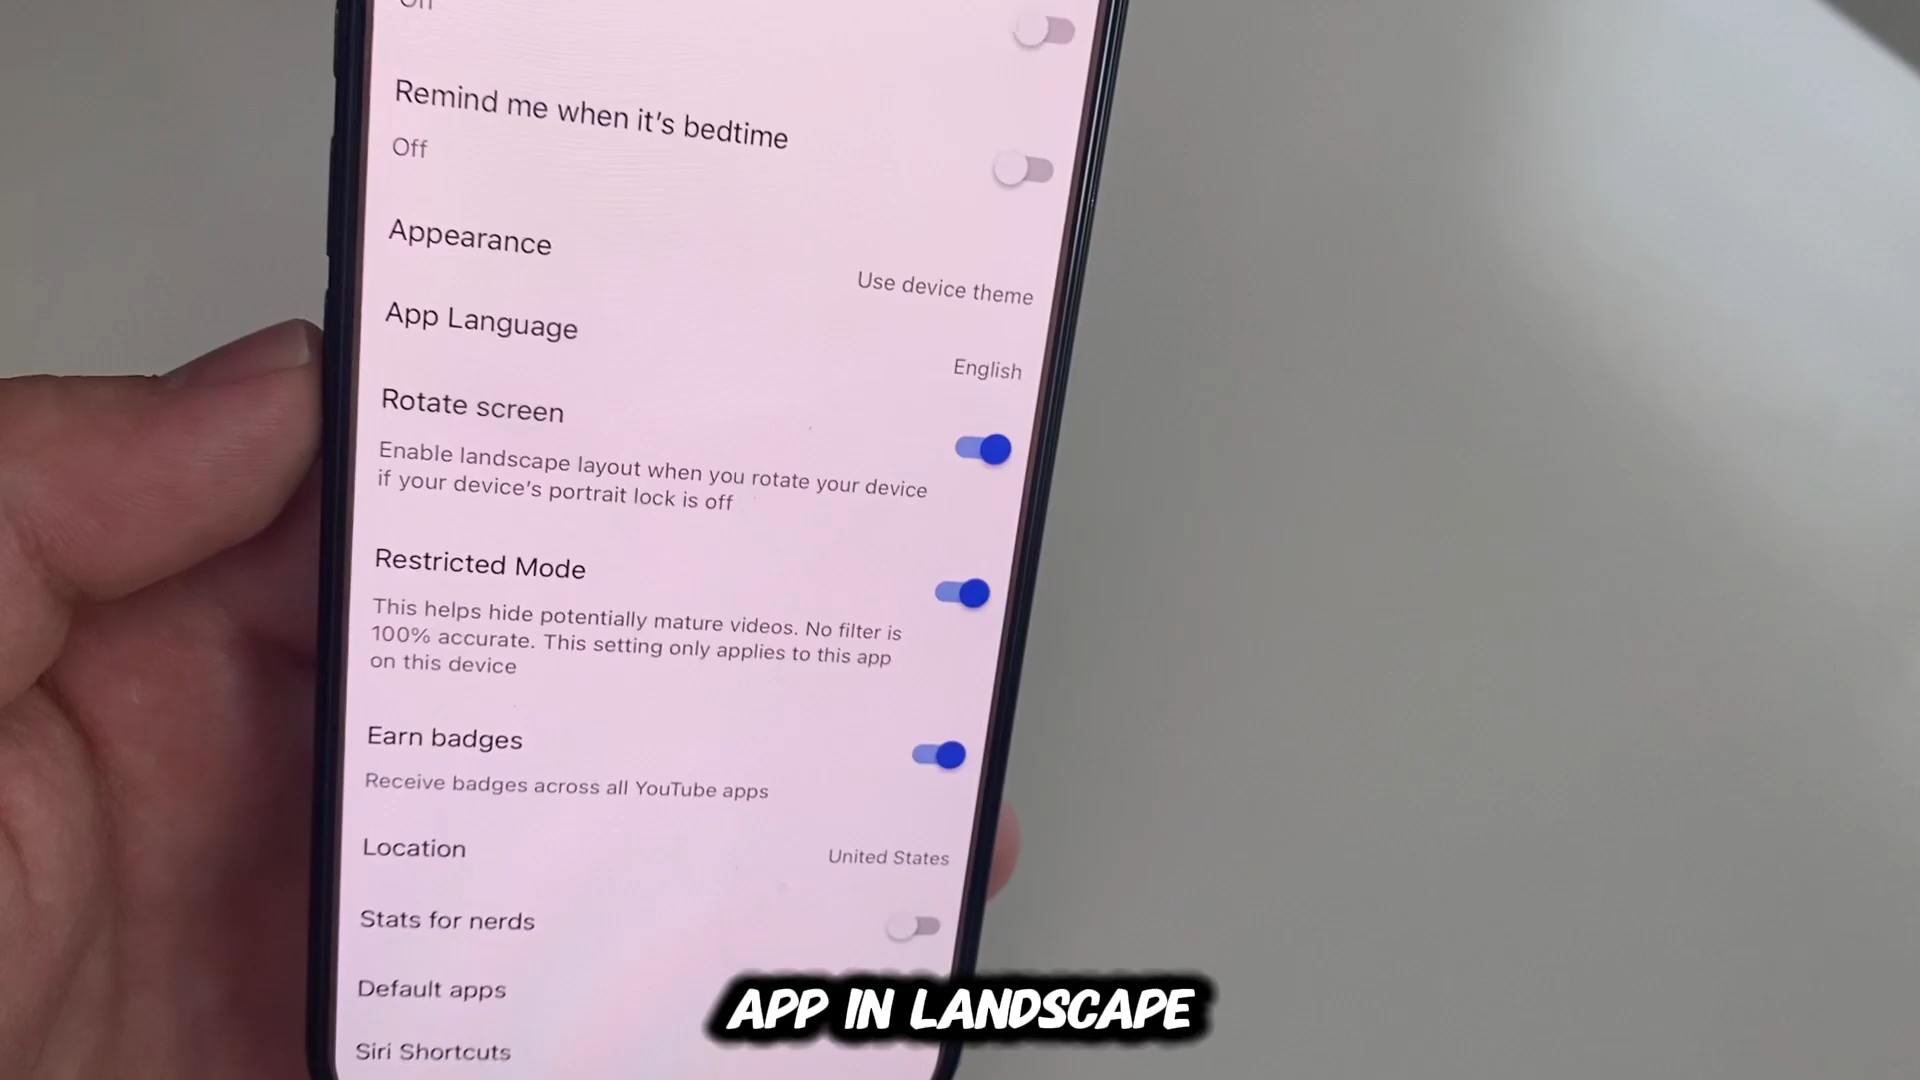 Remind me when it's bedtime
Off
Appearance
Use device theme
App Language
English
Rotate screen
Enable landscape layout when you rotate your device
if your device's portrait lock is off
Restricted Mode
This helps hide potentially mature videos. No filter is
100% accurate. This setting only applies to this app
on this device
Earn badges
Receive badges across all YouTube apps
Location
United States
Stats for nerds
Default apps
Siri Shortcuts
APP IN LANDSCAPE